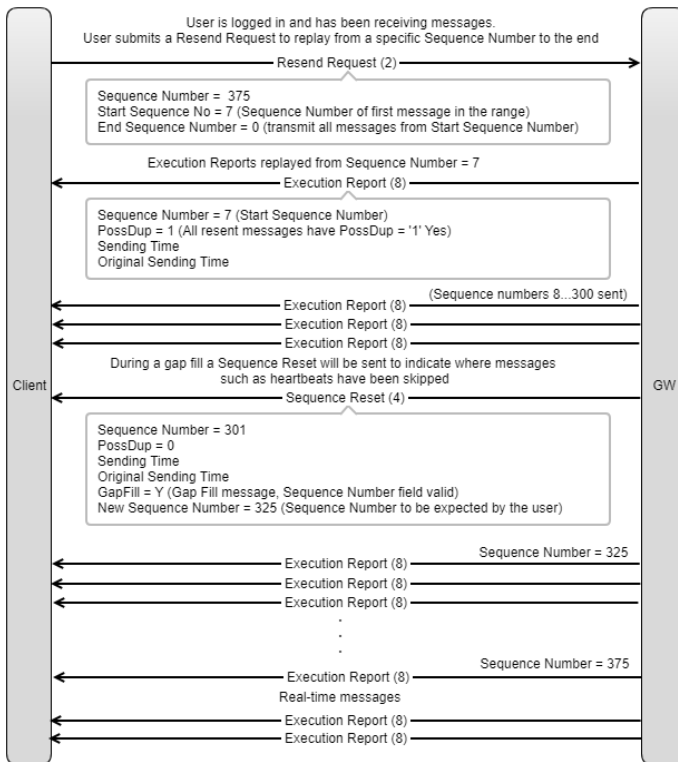 User is logged in and has been receiving messages.
User submits a Resend Request to replay from a specific Sequence Number to the end
Resend Request (2)
Sequence Number =  375
Start Sequence No = 7 (Sequence Number of first message in the range)
End Sequence Number = 0 (transmit all messages from Start Sequence Number)
Execution Reports replayed from Sequence Number = 7
Execution Report (8)
Sequence Number = 7 (Start Sequence Number)
PossDup = 1 (All resent messages have PossDup = '1' Yes)
Sending Time
Original Sending Time
(Sequence numbers 8...300 sent)
Execution Report (8)
Execution Report (8)
Execution Report (8)
During a gap fill a Sequence Reset will be sent to indicate where messages
such as heartbeats have been skipped
Client
GW
Sequence Reset (4)
Sequence Number = 301
PossDup = 0
Sending Time
Original Sending Time
GapFill = Y (Gap Fill message, Sequence Number field valid)
New Sequence Number = 325 (Sequence Number to be expected by the user)
Sequence Number = 325
Execution Report (8)
Execution Report (8)
Execution Report (8)
.
.
.
Sequence Number = 375
Execution Report (8)
Real-time messages
Execution Report (8)
Execution Report (8)